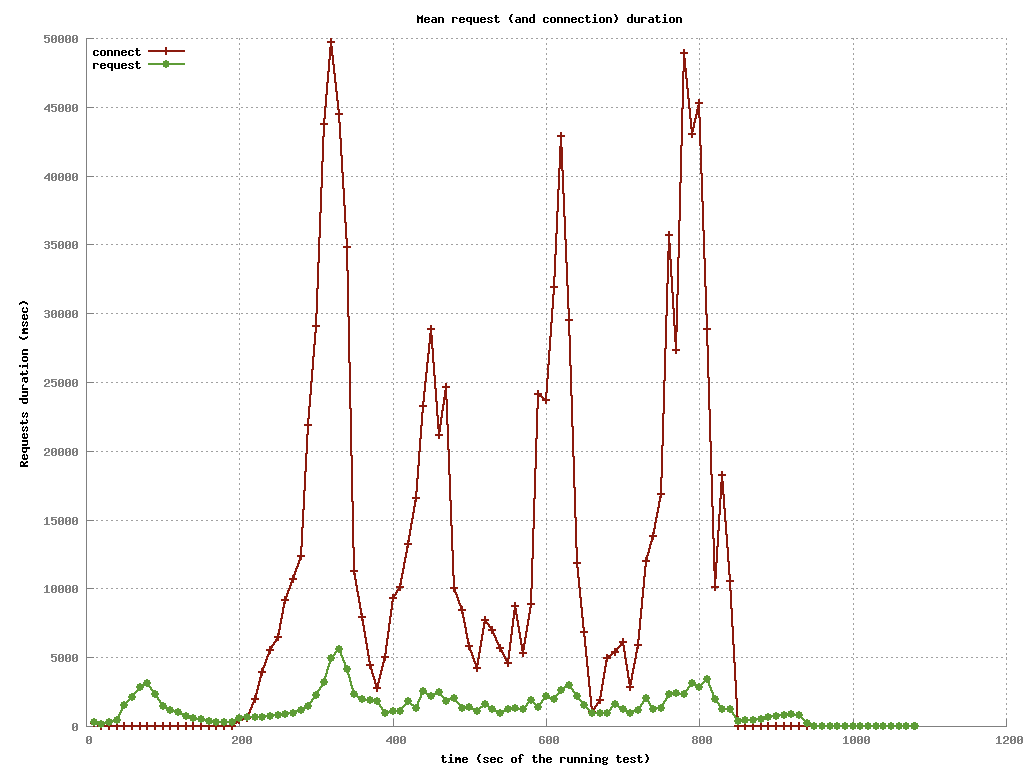 Mean request (and connection) duration
connect
request
50000
45000
40000
35000
30000
25000
20000
15000
10000
5000
0
Requests duration (msec)
0 200 400 600 800 1000 1200
time (sec of the running test)